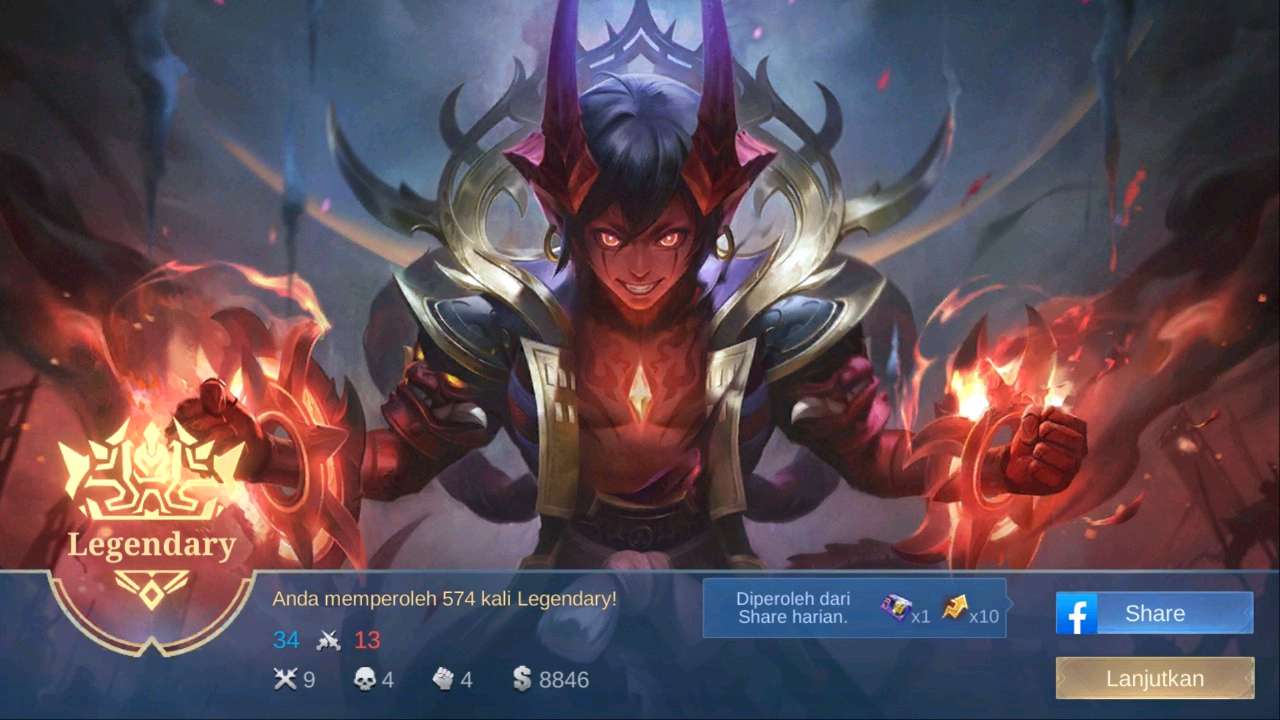 Legendary
Anda memperoleh 574 kali Legendary!
34 13
9 4 4 8846
Diperoleh dari
Share harian.
x1 x10
f Share
Lanjutkan